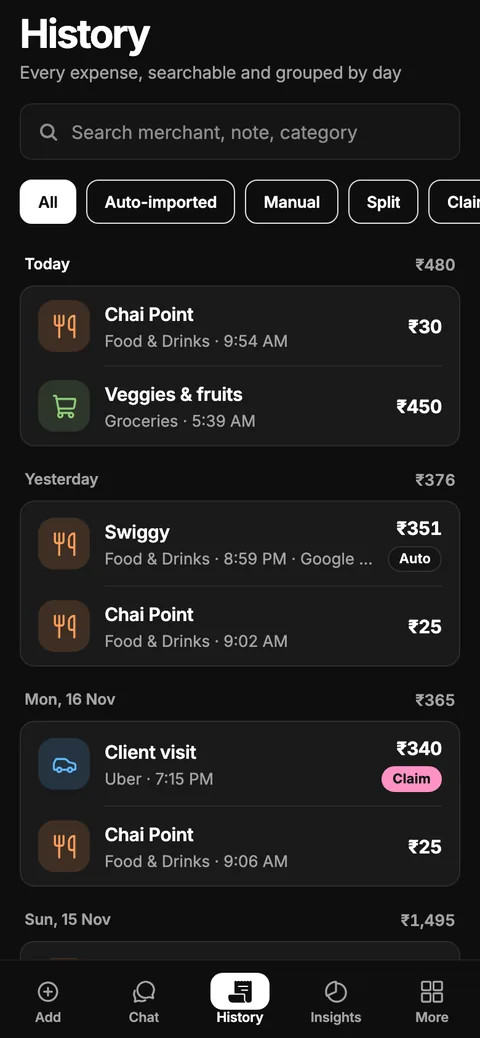 History
Every expense, searchable and grouped by day
Search merchant, note, category
All
Auto-imported
Manual
Split
Clai
Today
₹480
Chai Point
₹30
Food & Drinks · 9:54 AM
Veggies & fruits
₹450
Groceries · 5:39 AM
Yesterday
₹376
Swiggy
₹351
Food & Drinks · 8:59 PM · Google ...
Auto
Chai Point
₹25
Food & Drinks · 9:02 AM
Mon, 16 Nov
₹365
Client visit
₹340
Uber · 7:15 PM
Claim
Chai Point
₹25
Food & Drinks · 9:06 AM
Sun, 15 Nov
₹1,495
Add
Chat
History
Insights
More